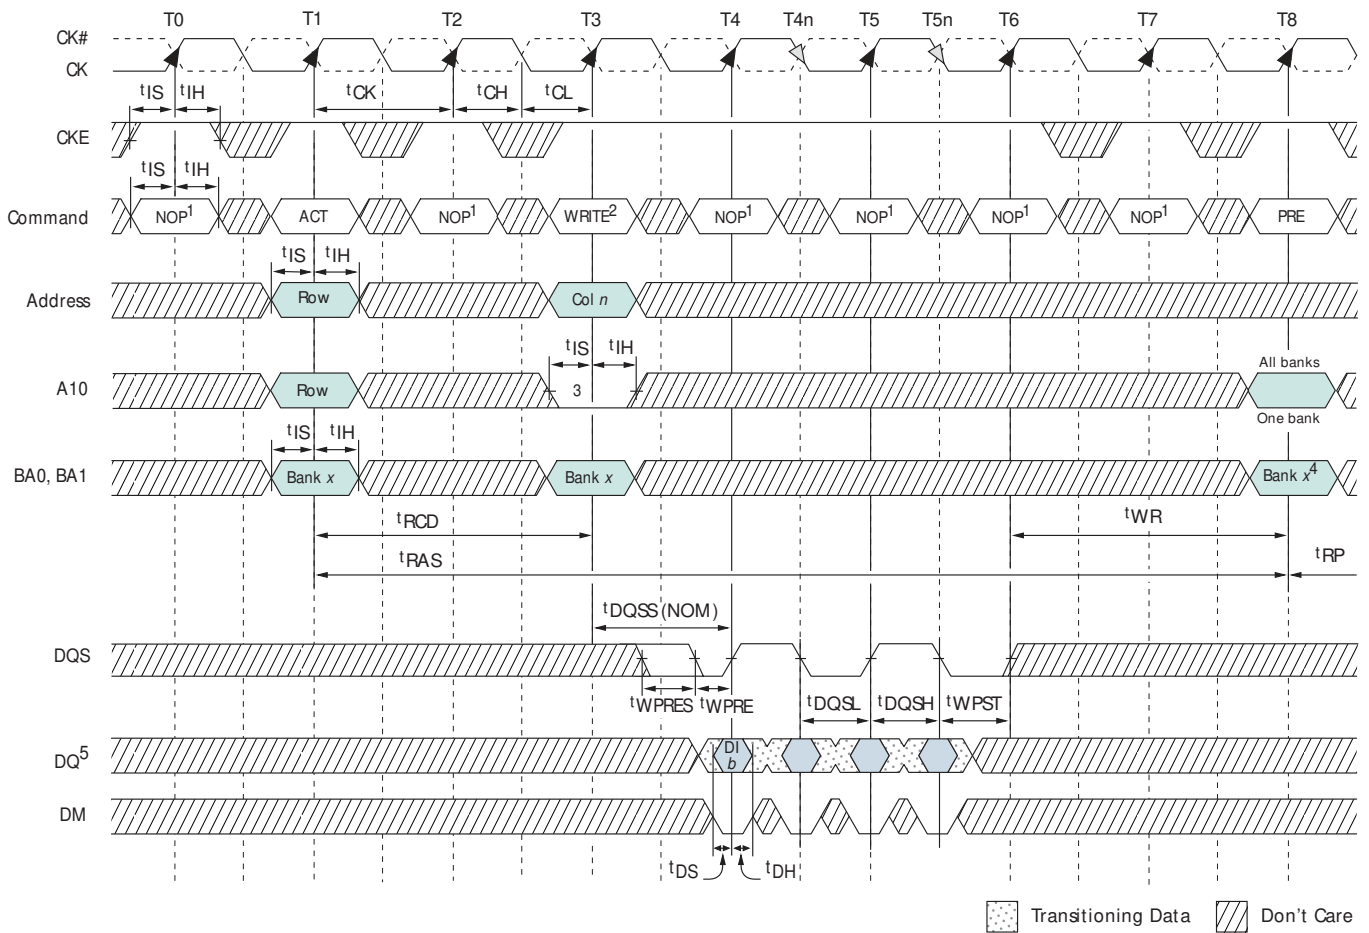 T0 T1 T2 T3 T4 T4n T5 T5n T6 T7 T8
CK#
CK
tIS tIH tCK tCH tCL
CKE
tIS tIH
Command NOP1 ACT NOP1 WRITE2 NOP1 NOP1 NOP1 NOP1 PRE
tIS tIH
Address Row Col n
tIS tIH
All banks
A10 Row 3
One bank
tIS tIH
BA0, BA1 Bank x Bank x Bank x4
tRCD tWR
tRAS tRP
tDQSS (NOM)
DQS
tWPRES tWPRE tDQSL tDQSH tWPST
DQ5 DI
b
DM
tDS tDH
Transitioning Data Don't Care